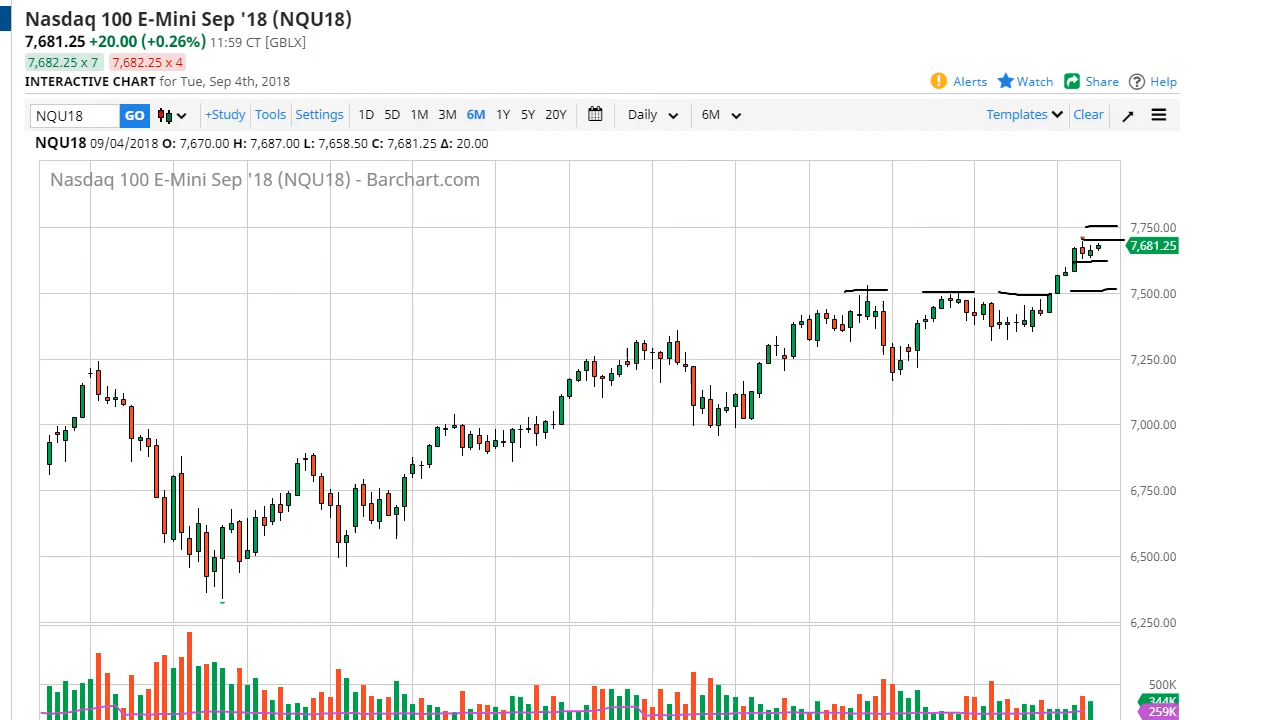 Nasdaq 100 E-Mini Sep '18 (NQU18)
7,681.25 +20.00 (+0.26%) 11:59 CT [GBLX]
7,682.25 x 7 7,682.25 x 4
INTERACTIVE CHART for Tue, Sep 4th, 2018
Alerts Watch Share Help
NQU18 GO +Study Tools Settings 1D 5D 1M 3M 6M 1Y 5Y 20Y Daily 6M Templates Clear
NQU18 09/04/2018 O: 7,670.00 H: 7,687.00 L: 7,658.50 C: 7,681.25 Δ: 20.00
Nasdaq 100 E-Mini Sep '18 (NQU18) - Barchart.com
7,750.00
7,681.25
7,500.00
7,250.00
7,000.00
6,750.00
6,500.00
6,250.00
500K
344K
259K